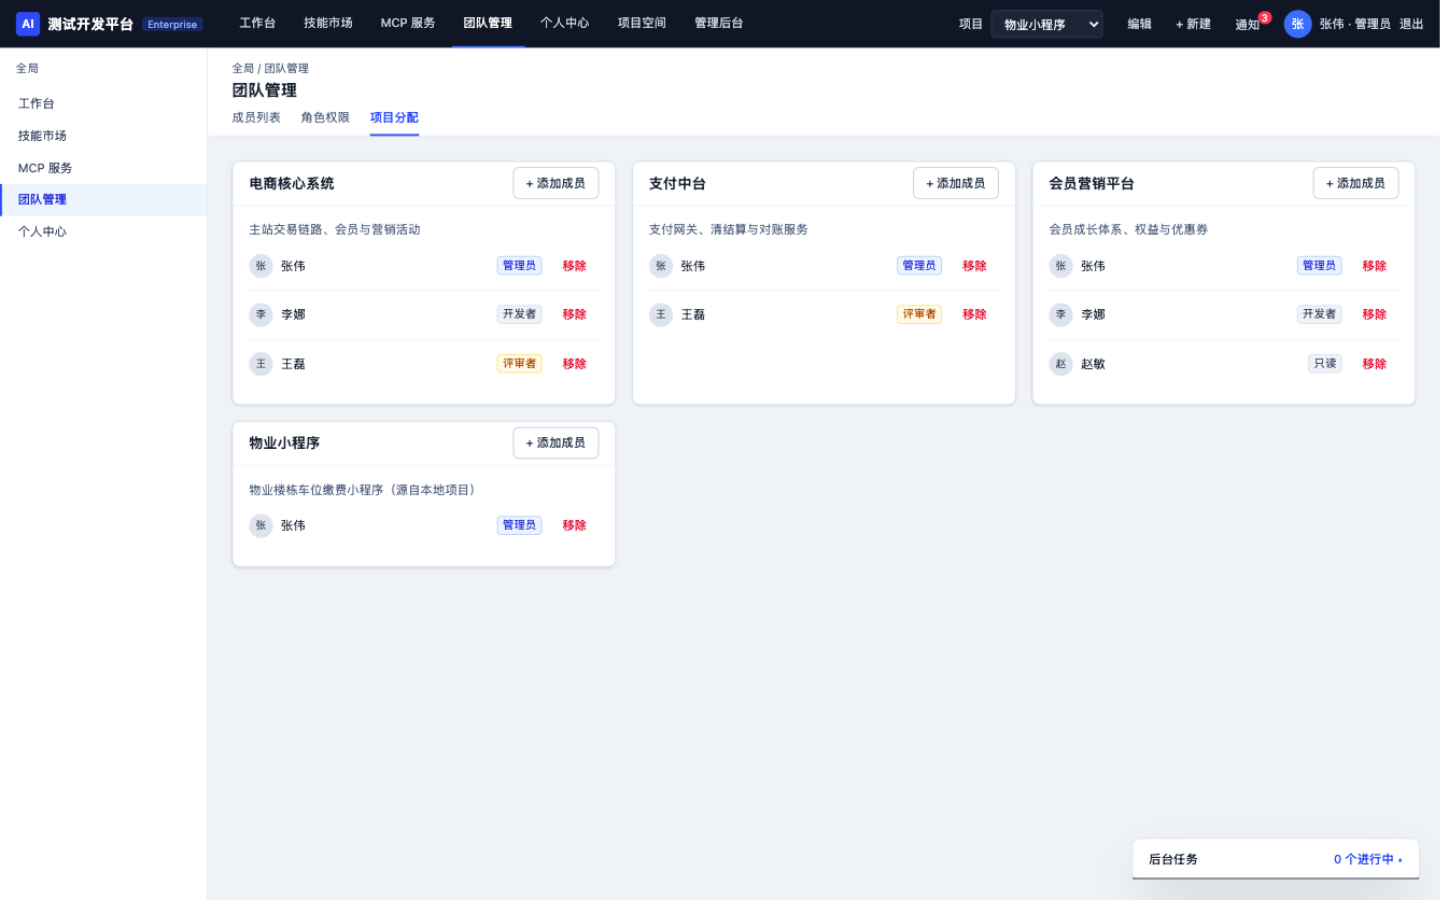 AI 测试开发平台 Enterprise 工作台 技能市场 MCP 服务 团队管理 个人中心 项目空间 管理后台 项目 物业小程序 编辑 + 新建 通知 3 张 张伟 · 管理员 退出
全局
工作台
技能市场
MCP 服务
团队管理
个人中心
全局 / 团队管理
团队管理
成员列表 角色权限 项目分配
电商核心系统 + 添加成员
主站交易链路、会员与营销活动
张 张伟 管理员 移除
李 李娜 开发者 移除
王 王磊 评审者 移除
支付中台 + 添加成员
支付网关、清结算与对账服务
张 张伟 管理员 移除
王 王磊 评审者 移除
会员营销平台 + 添加成员
会员成长体系、权益与优惠券
张 张伟 管理员 移除
李 李娜 开发者 移除
赵 赵敏 只读 移除
物业小程序 + 添加成员
物业楼栋车位缴费小程序（源自本地项目）
张 张伟 管理员 移除
后台任务 0 个进行中